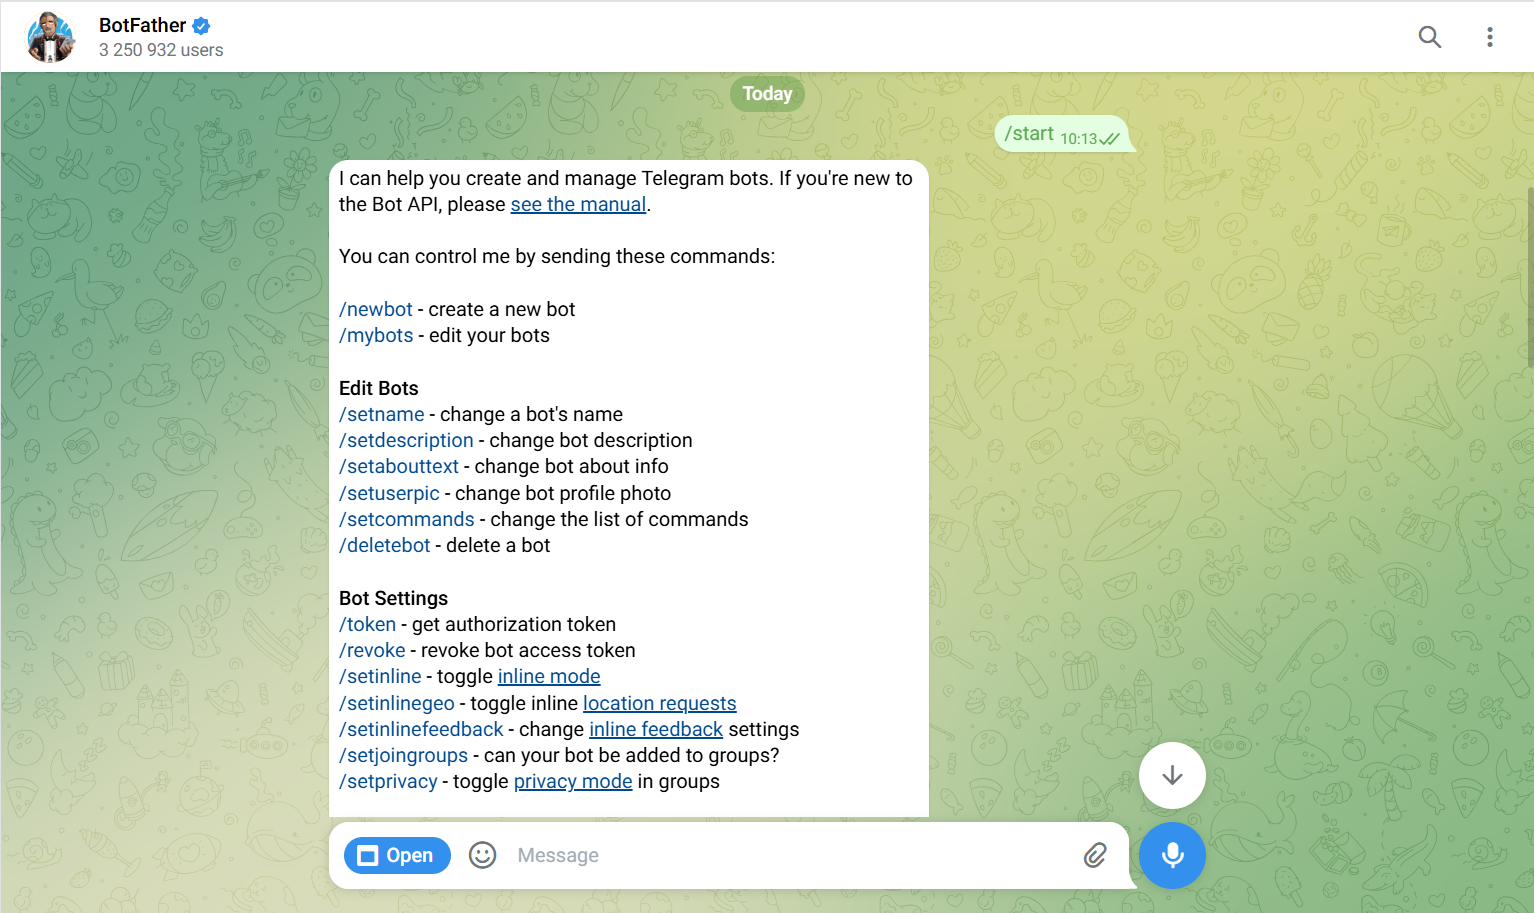 BotFather
3 250 932 users
Today
/start 10:13
I can help you create and manage Telegram bots. If you're new to
the Bot API, please see the manual.
You can control me by sending these commands:
/newbot - create a new bot
/mybots - edit your bots
Edit Bots
/setname - change a bot's name
/setdescription - change bot description
/setabouttext - change bot about info
/setuserpic - change bot profile photo
/setcommands - change the list of commands
/deletebot - delete a bot
Bot Settings
/token - get authorization token
/revoke - revoke bot access token
/setinline - toggle inline mode
/setinlinegeo - toggle inline location requests
/setinlinefeedback - change inline feedback settings
/setjoingroups - can your bot be added to groups?
/setprivacy - toggle privacy mode in groups
Open
Message